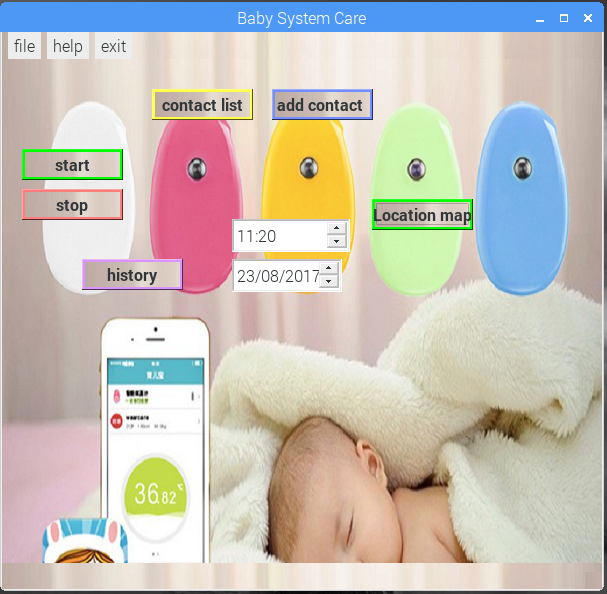 Baby System Care
file help exit
contact list
add contact
start
stop
Location map
11:20
history
23/08/2017
36.82